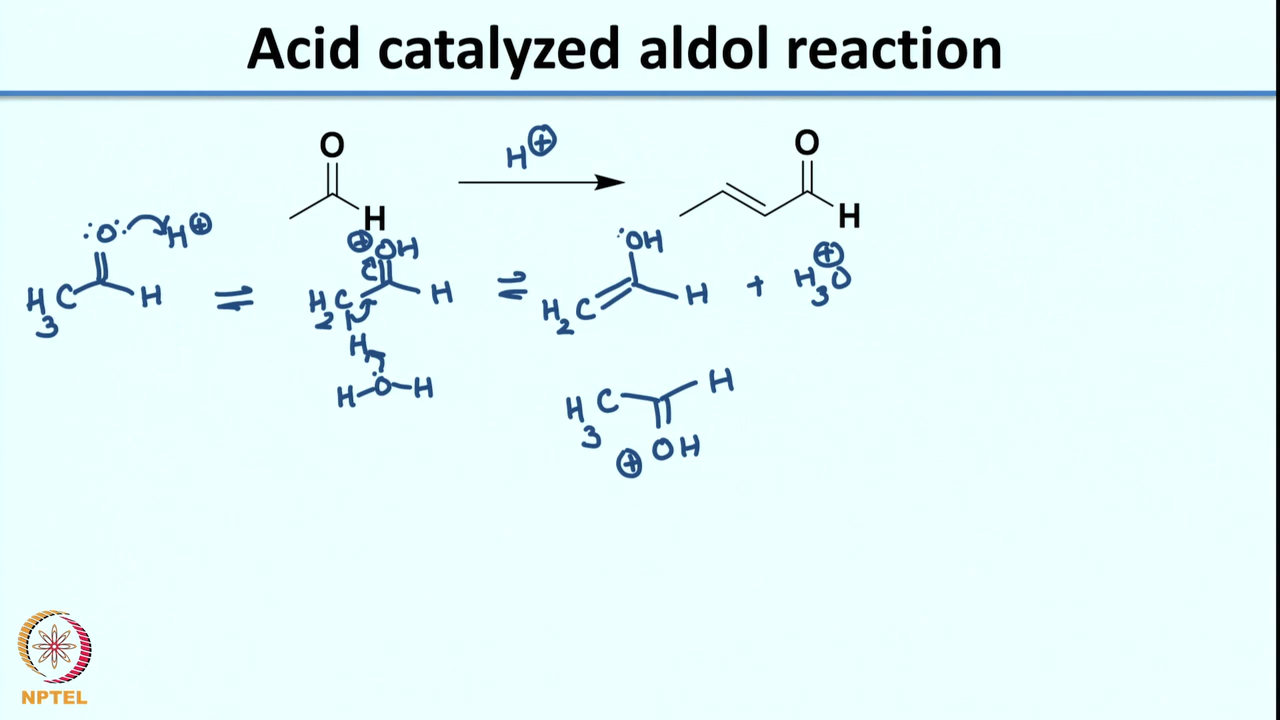 Acid catalyzed aldol reaction
O H H⊕ O H
:O: H⊕ H3C H ⇌ ⊕OH H2C H H H–Ö–H ⇌ :OH H2C H + H3O⊕
H3C H ⊕OH
NPTEL